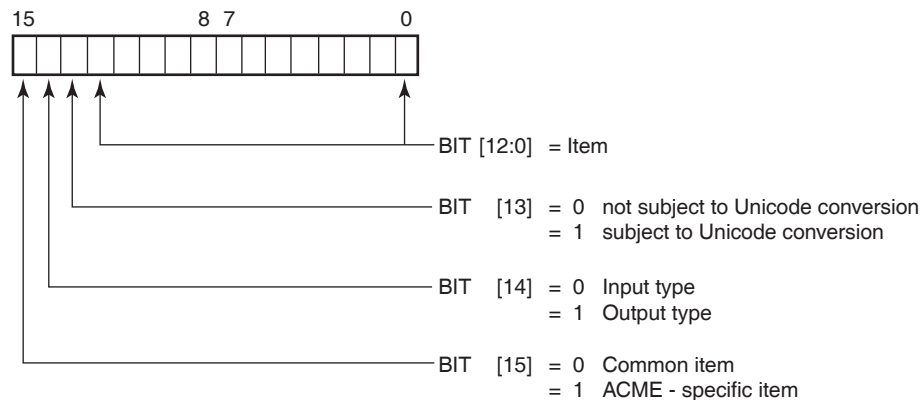 15 8 7 0
BIT [12:0] = Item
BIT [13] = 0 not subject to Unicode conversion
= 1 subject to Unicode conversion
BIT [14] = 0 Input type
= 1 Output type
BIT [15] = 0 Common item
= 1 ACME - specific item